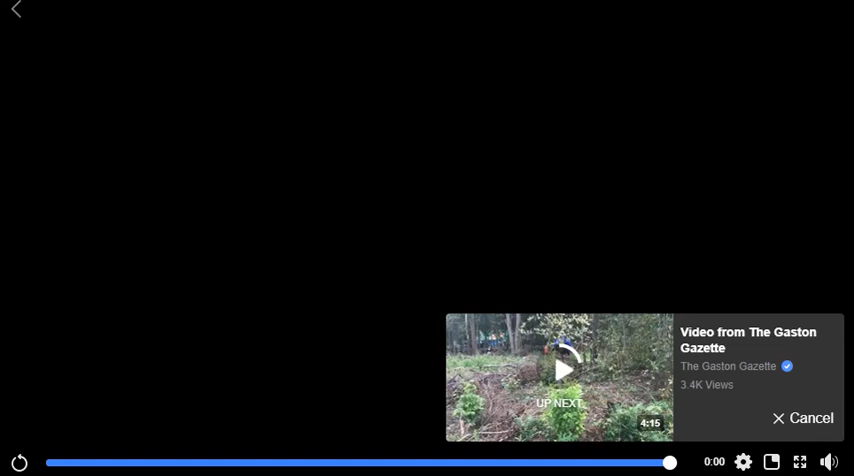 Video from The Gaston
Gazette
The Gaston Gazette
3.4K Views
UP NEXT
4:15
Cancel
0:00